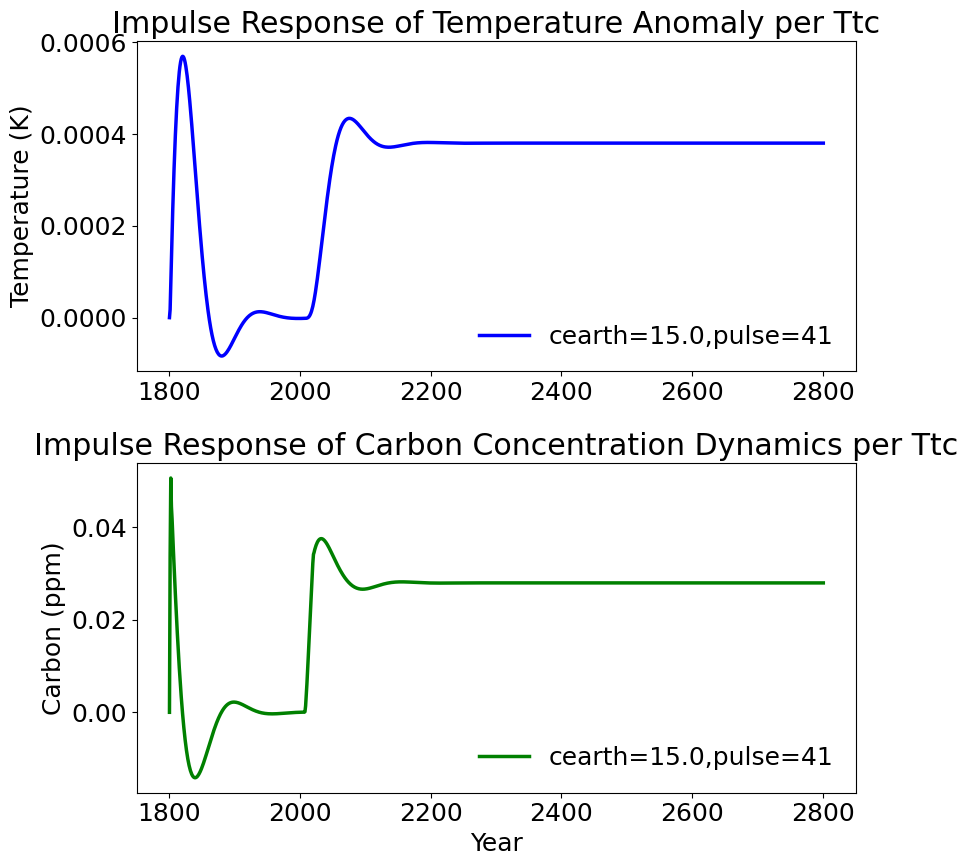 Impulse Response of Temperature Anomaly per Ttc
Temperature (K)
0.0006
0.0004
0.0002
0.0000
cearth=15.0,pulse=41
1800 2000 2200 2400 2600 2800
Impulse Response of Carbon Concentration Dynamics per Ttc
Carbon (ppm)
0.04
0.02
0.00
cearth=15.0,pulse=41
1800 2000 2200 2400 2600 2800
Year